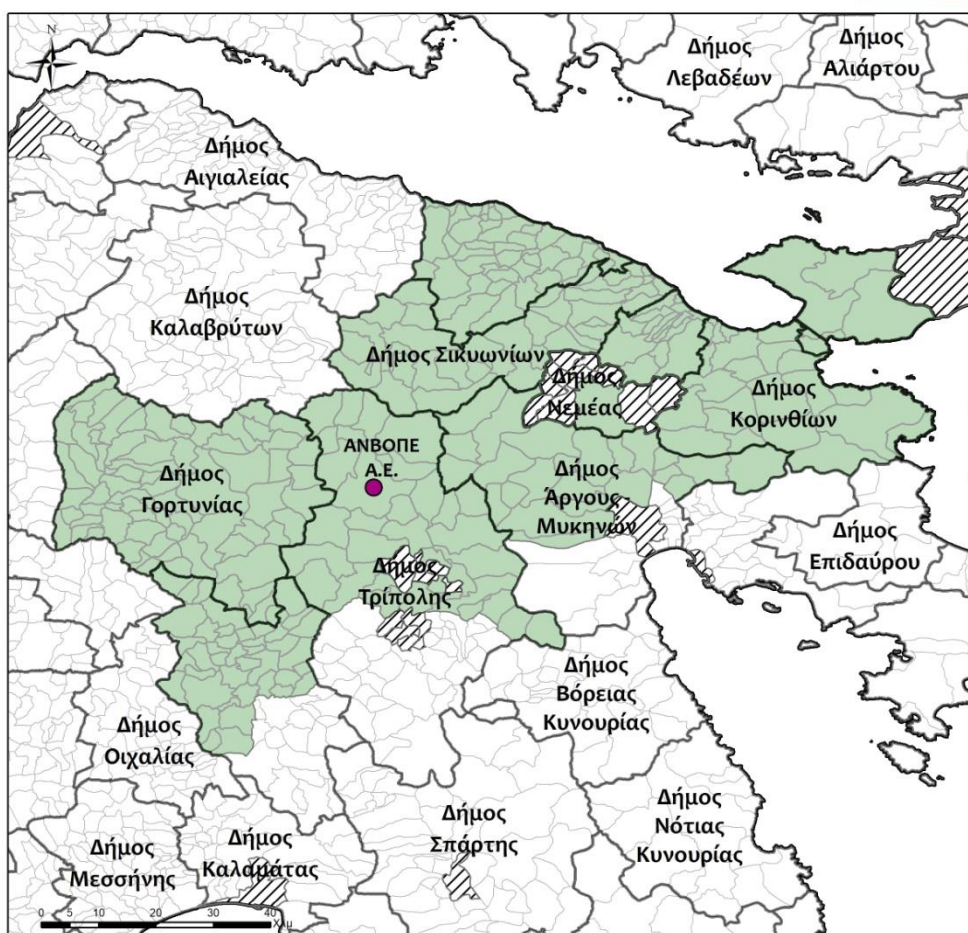 N
Δήμος
Λεβαδέων
Δήμος
Αλιάρτου
Δήμος
Αιγιαλείας
Δήμος
Καλαβρύτων
Δήμος Σικυωνίων
Δήμος
Νεμέας
Δήμος
Κορινθίων
ΑΝΒΟΠΕ
Α.Ε.
Δήμος
Γορτυνίας
Δήμος
Άργους
Μυκηνών
Δήμος
Επιδαύρου
Δήμος
Τρίπολης
Δήμος
Βόρειας
Κυνουρίας
Δήμος
Οιχαλίας
Δήμος
Σπάρτης
Δήμος
Νότιας
Κυνουρίας
Δήμος
Μεσσήνης
Δήμος
Καλαμάτας
0 5 10 20 30 40
Χλμ